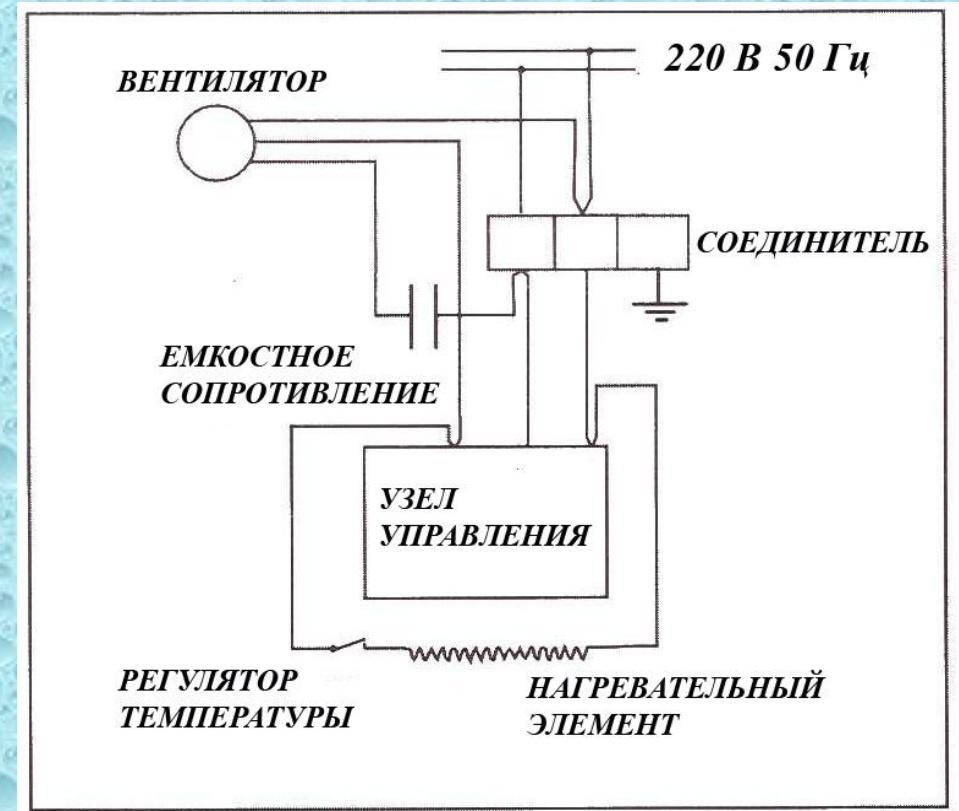 220 В 50 Гц
ВЕНТИЛЯТОР
СОЕДИНИТЕЛЬ
ЕМКОСТНОЕ
СОПРОТИВЛЕНИЕ
УЗЕЛ
УПРАВЛЕНИЯ
РЕГУЛЯТОР
ТЕМПЕРАТУРЫ
НАГРЕВАТЕЛЬНЫЙ
ЭЛЕМЕНТ